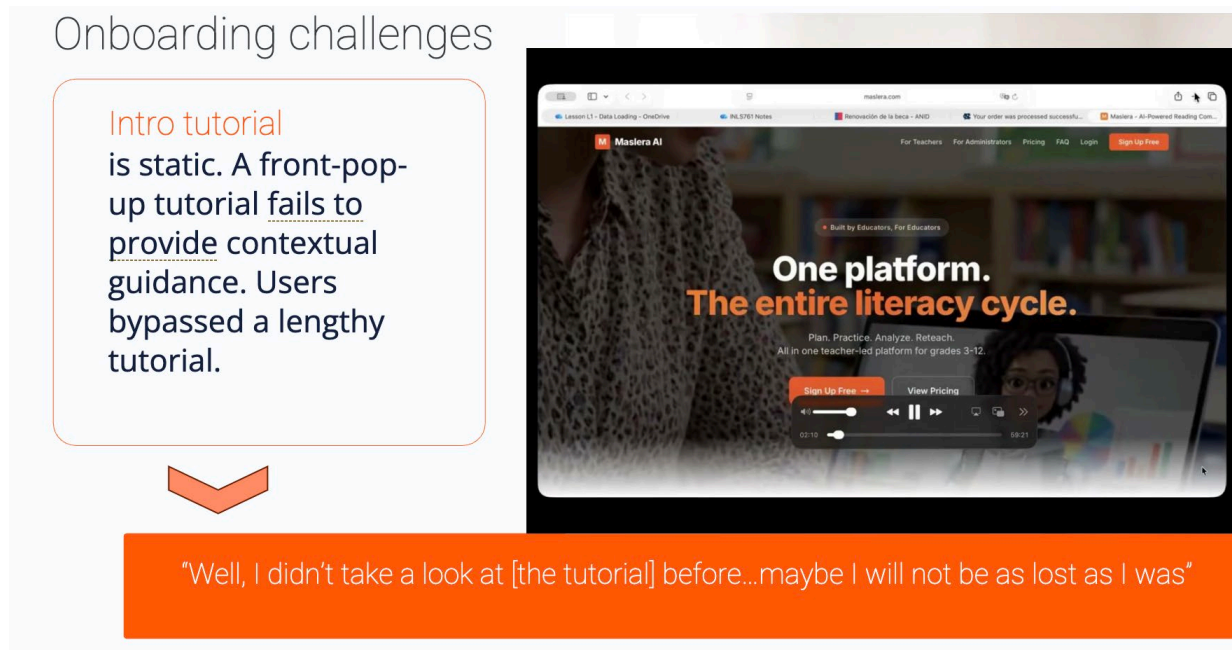 Onboarding challenges
Intro tutorial
is static. A front-pop-
up tutorial fails to
provide contextual
guidance. Users
bypassed a lengthy
tutorial.
maslera.com
Lesson L1 - Data Loading - OneDrive
INLS761 Notes
Renovación de la beca - ANID
Your order was processed successfu...
Maslera - AI-Powered Reading Com...
M Maslera AI
For Teachers For Administrators Pricing FAQ Login Sign Up Free
Built by Educators, For Educators
One platform.
The entire literacy cycle.
Plan. Practice. Analyze. Reteach.
All in one teacher-led platform for grades 3-12.
Sign Up Free → View Pricing
02:10 59:21
"Well, I didn't take a look at [the tutorial] before...maybe I will not be as lost as I was"